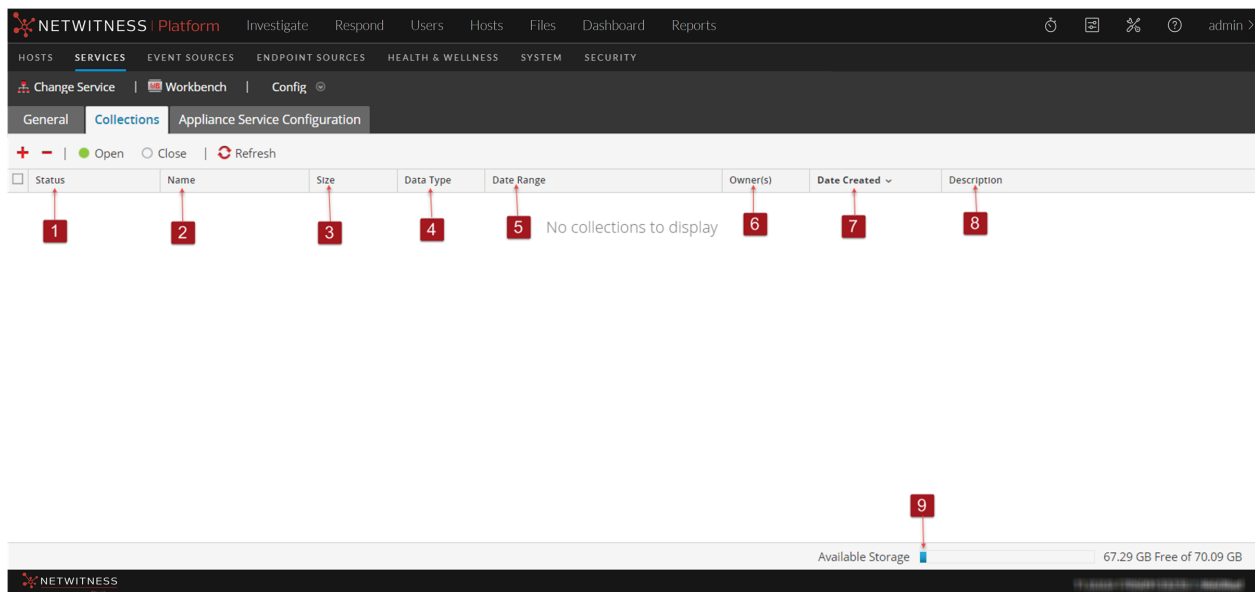 NETWITNESS Platform Investigate Respond Users Hosts Files Dashboard Reports admin
HOSTS SERVICES EVENT SOURCES ENDPOINT SOURCES HEALTH & WELLNESS SYSTEM SECURITY
Change Service | Workbench | Config
General Collections Appliance Service Configuration
+ − | Open Close | Refresh
Status Name Size Data Type Date Range Owner(s) Date Created Description
1 2 3 4 5 No collections to display 6 7 8
9
Available Storage 67.29 GB Free of 70.09 GB
NETWITNESS